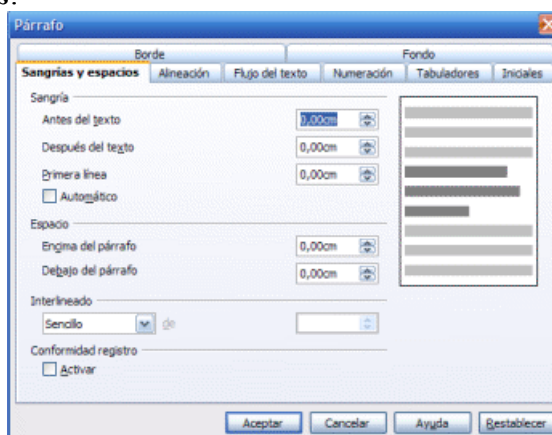 s.
Párrafo
Borde Fondo
Sangrías y espacios Alineación Flujo del texto Numeración Tabuladores Iniciales
Sangría
Antes del texto 0,00cm
Después del texto 0,00cm
Primera línea 0,00cm
Automático
Espacio
Encima del párrafo 0,00cm
Debajo del párrafo 0,00cm
Interlineado
Sencillo de
Conformidad registro
Activar
Aceptar Cancelar Ayuda Restablecer